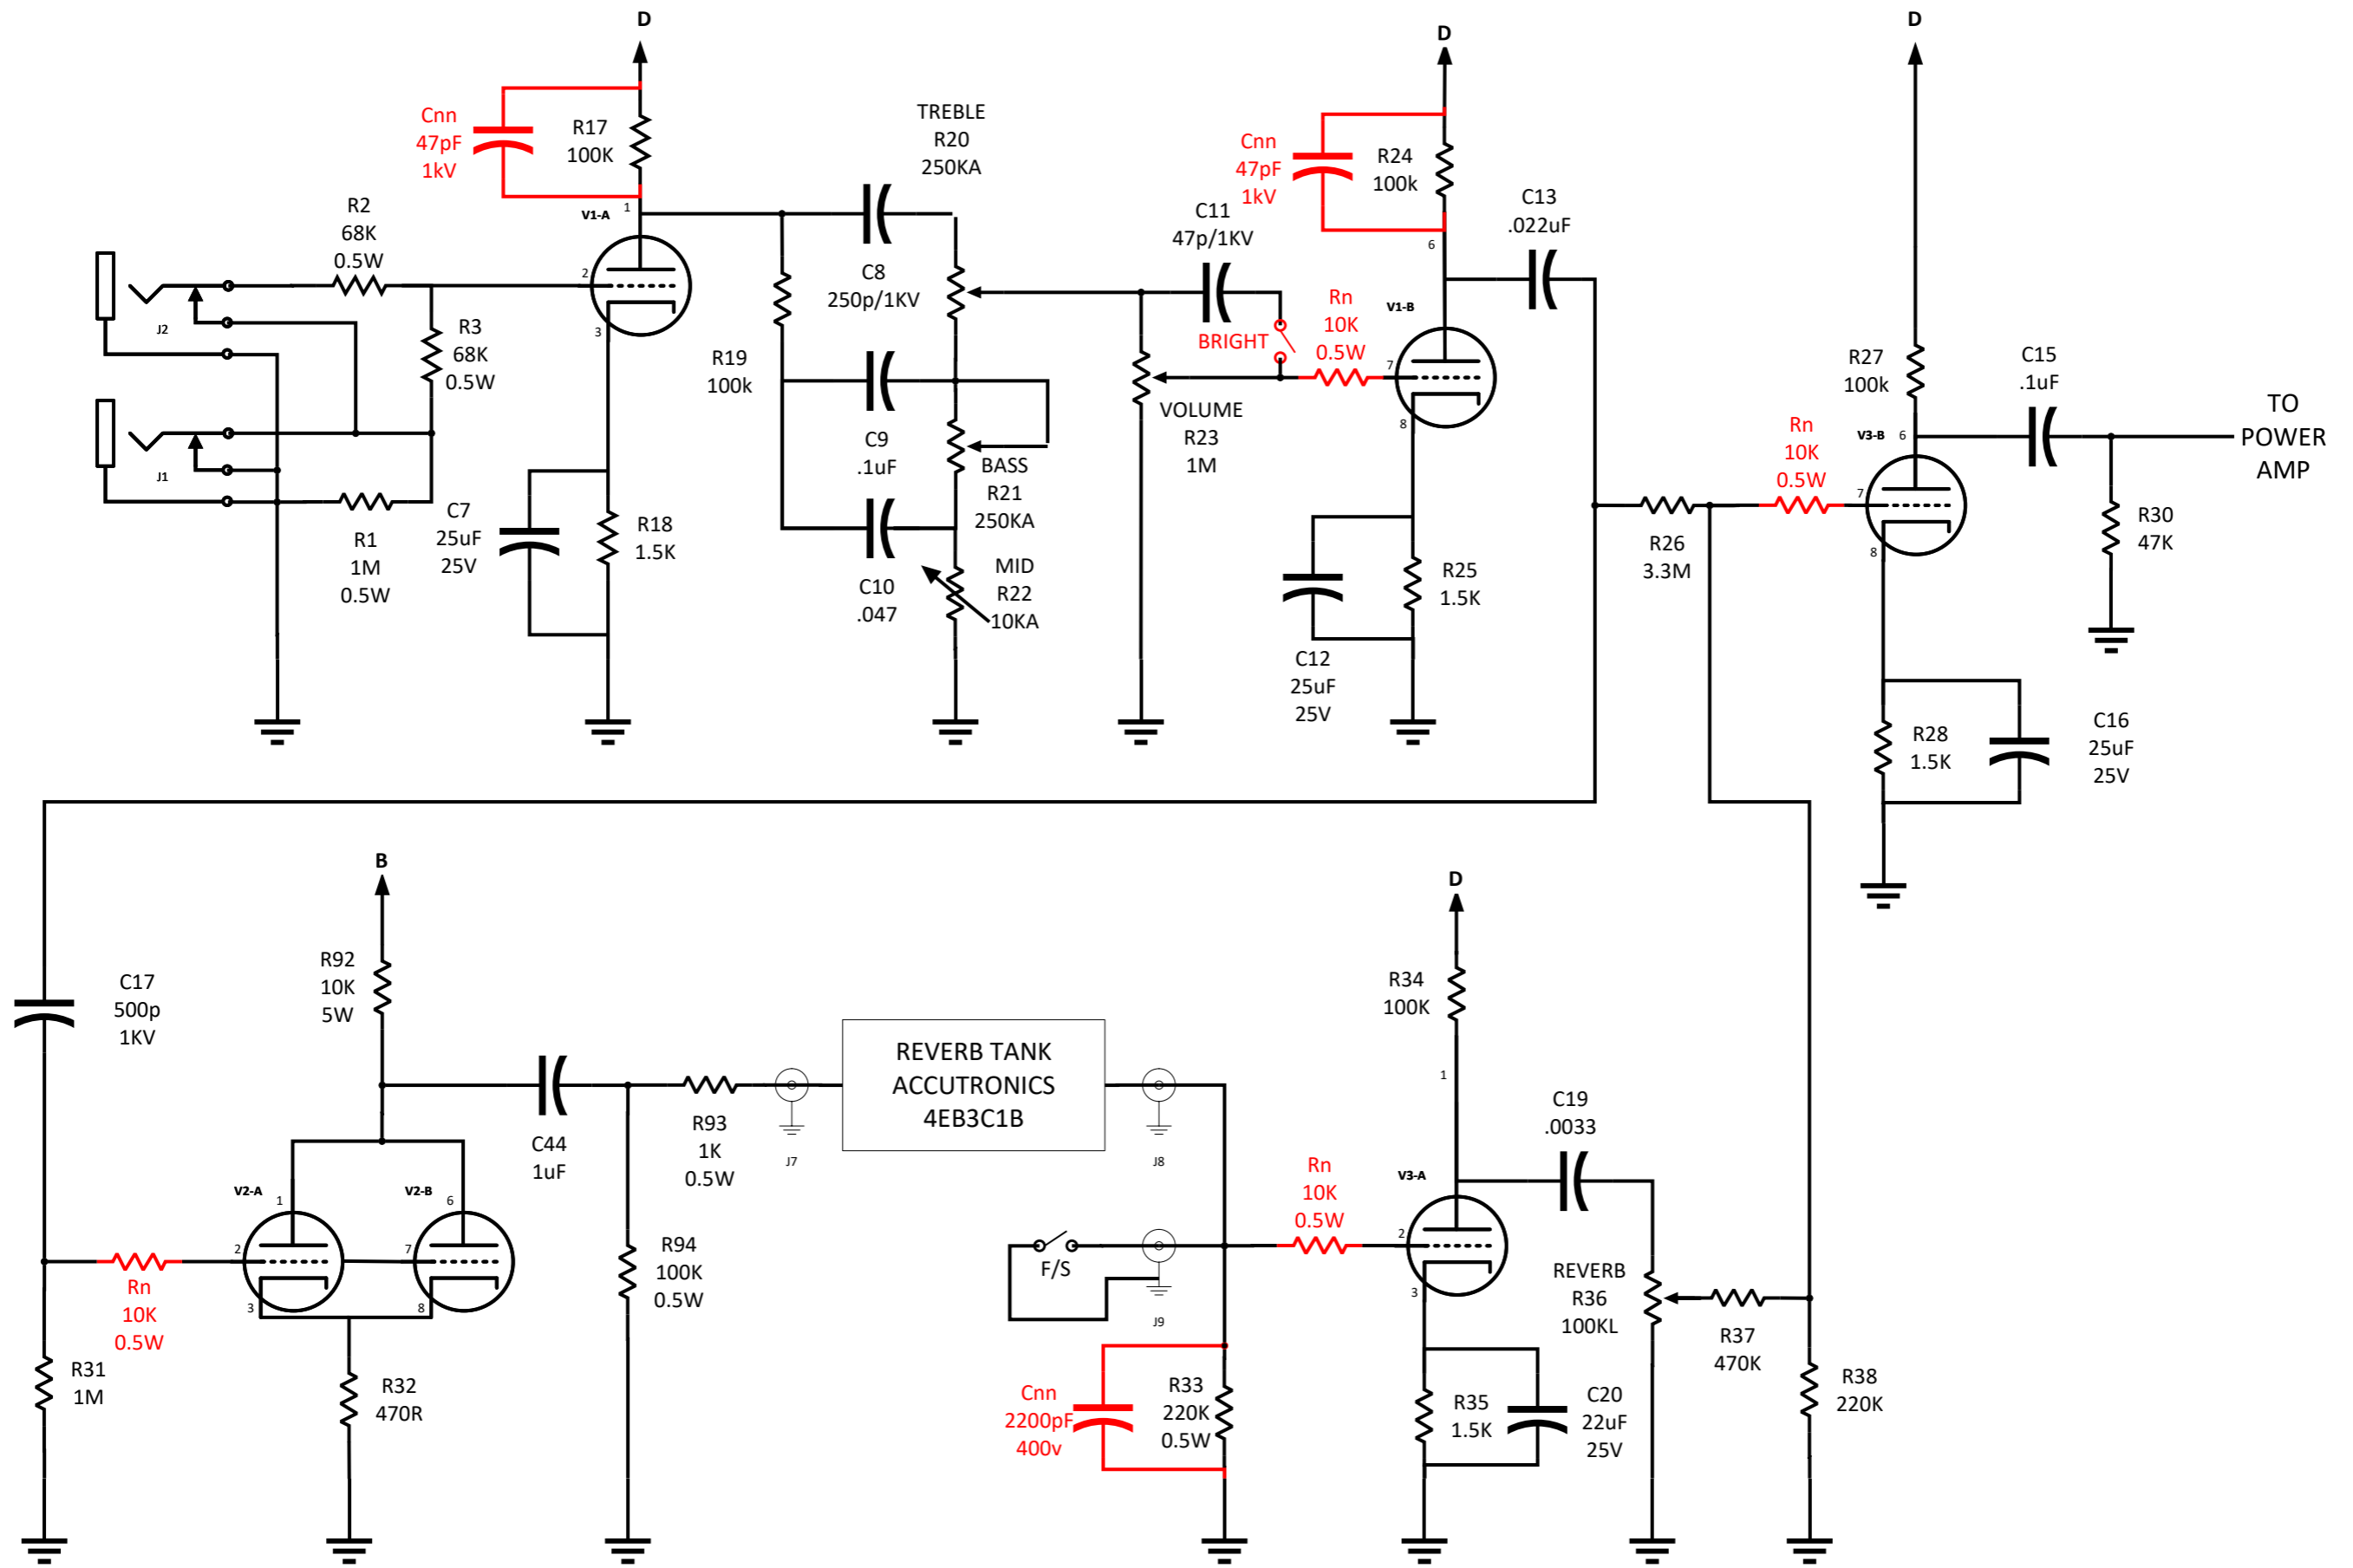 D
Cnn
47pF
1kV
R17
100K
V1-A
1
2
3
R2
68K
0.5W
J2
R3
68K
0.5W
J1
R1
1M
0.5W
C7
25uF
25V
R18
1.5K
TREBLE
R20
250KA
C8
250p/1KV
R19
100k
C9
.1uF
BASS
R21
250KA
C10
.047
MID
R22
10KA
C11
47p/1KV
BRIGHT
VOLUME
R23
1M
Rn
10K
0.5W
D
Cnn
47pF
1kV
R24
100k
6
V1-B
7
8
C13
.022uF
C12
25uF
25V
R25
1.5K
R26
3.3M
Rn
10K
0.5W
D
R27
100k
V3-B
6
7
8
C15
.1uF
TO
POWER
AMP
R30
47K
R28
1.5K
C16
25uF
25V
C17
500p
1KV
R31
1M
Rn
10K
0.5W
B
R92
10K
5W
V2-A
1
2
3
V2-B
6
7
8
R32
470R
C44
1uF
R94
100K
0.5W
R93
1K
0.5W
J7
REVERB TANK
ACCUTRONICS
4EB3C1B
J8
F/S
J9
Cnn
2200pF
400v
R33
220K
0.5W
Rn
10K
0.5W
D
R34
100K
1
V3-A
2
3
C19
.0033
R35
1.5K
C20
22uF
25V
REVERB
R36
100KL
R37
470K
R38
220K